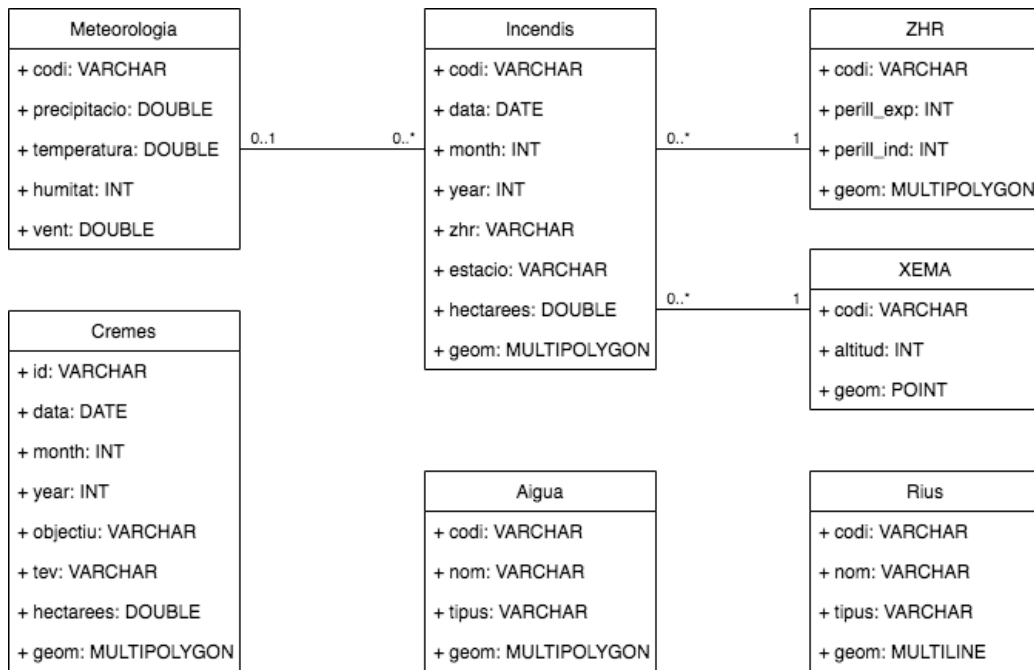 Meteorologia
+ codi: VARCHAR
+ precipitacio: DOUBLE
+ temperatura: DOUBLE
+ humitat: INT
+ vent: DOUBLE
0..1
0..*
Incendis
+ codi: VARCHAR
+ data: DATE
+ month: INT
+ year: INT
+ zhr: VARCHAR
+ estacio: VARCHAR
+ hectarees: DOUBLE
+ geom: MULTIPOLYGON
0..*
1
ZHR
+ codi: VARCHAR
+ perill_exp: INT
+ perill_ind: INT
+ geom: MULTIPOLYGON
0..*
1
XEMA
+ codi: VARCHAR
+ altitud: INT
+ geom: POINT
Cremes
+ id: VARCHAR
+ data: DATE
+ month: INT
+ year: INT
+ objectiu: VARCHAR
+ tev: VARCHAR
+ hectarees: DOUBLE
+ geom: MULTIPOLYGON
Aigua
+ codi: VARCHAR
+ nom: VARCHAR
+ tipus: VARCHAR
+ geom: MULTIPOLYGON
Rius
+ codi: VARCHAR
+ nom: VARCHAR
+ tipus: VARCHAR
+ geom: MULTILINE